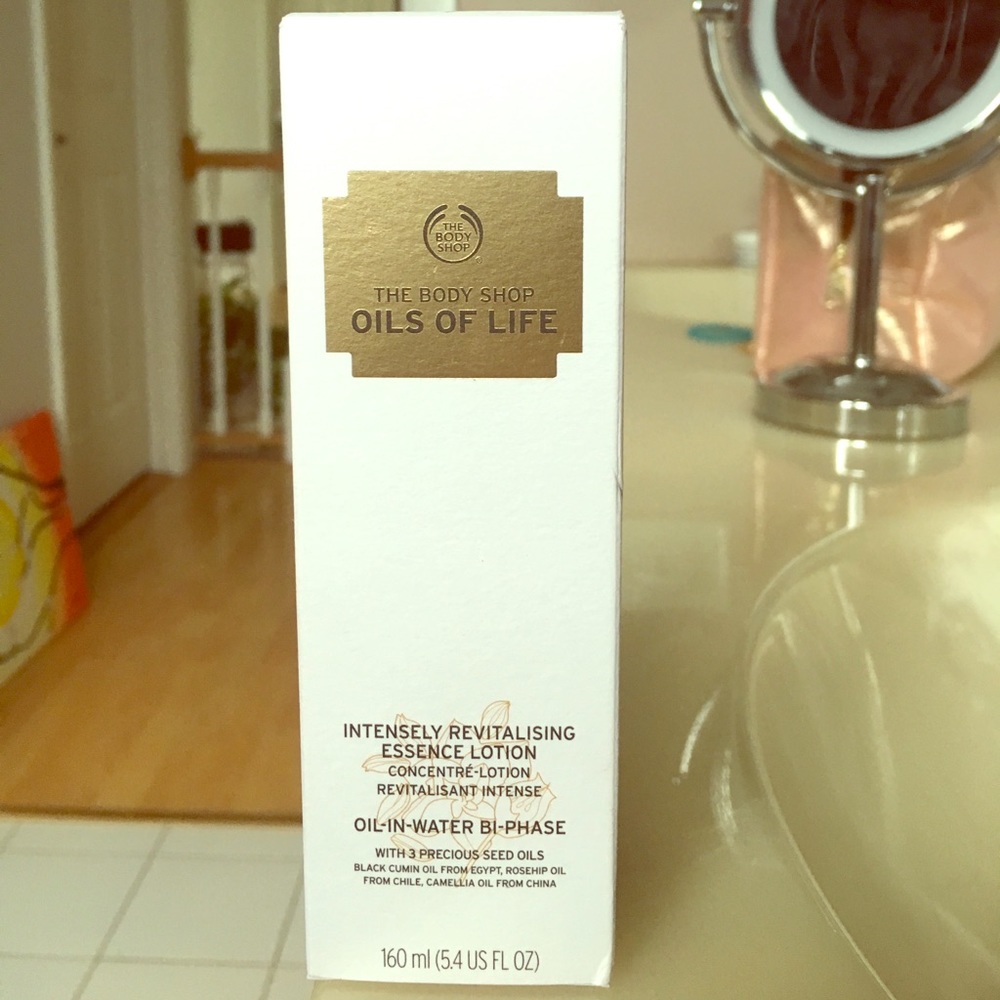 THE
BODY
SHOP
THE BODY SHOP
OILS OF LIFE
INTENSELY REVITALISING
ESSENCE LOTION
CONCENTRÉ-LOTION
REVITALISANT INTENSE
OIL-IN-WATER BI-PHASE
WITH 3 PRECIOUS SEED OILS
BLACK CUMIN OIL FROM EGYPT, ROSEHIP OIL
FROM CHILE, CAMELLIA OIL FROM CHINA
160 ml (5.4 US FL OZ)